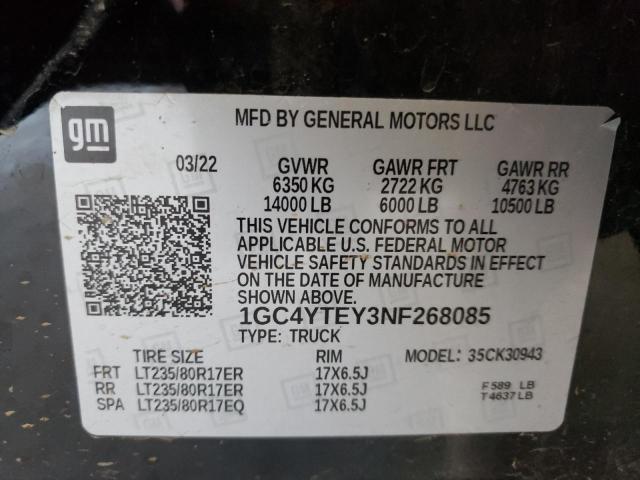 gm
MFD BY GENERAL MOTORS LLC
03/22 GVWR GAWR FRT GAWR RR
6350 KG 2722 KG 4763 KG
14000 LB 6000 LB 10500 LB
THIS VEHICLE CONFORMS TO ALL
APPLICABLE U.S. FEDERAL MOTOR
VEHICLE SAFETY STANDARDS IN EFFECT
ON THE DATE OF MANUFACTURE
SHOWN ABOVE.
1GC4YTEY3NF268085
TYPE: TRUCK
TIRE SIZE RIM MODEL: 35CK30943
FRT LT235/80R17ER 17X6.5J
RR LT235/80R17ER 17X6.5J F 589 LB
SPA LT235/80R17EQ 17X6.5J T 4637 LB